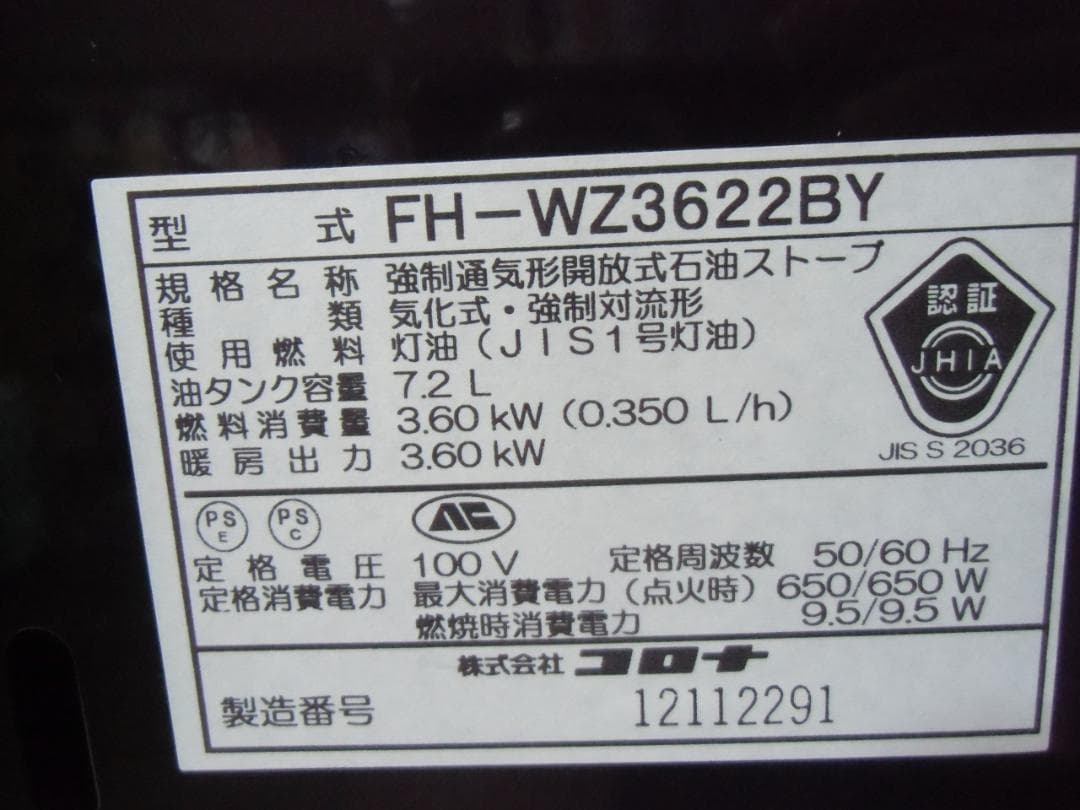 型式 FH-WZ3622BY
規格名称 強制通気形開放式石油ストーブ
種類 気化式・強制対流形
使用燃料 灯油(JIS1号灯油)
油タンク容量 7.2 L
燃料消費量 3.60 kW (0.350 L/h)
暖房出力 3.60 kW
認証
JHIA
JIS S 2036
PS E PS C
定格電圧 100 V 定格周波数 50/60 Hz
定格消費電力 最大消費電力(点火時) 650/650 W
燃焼時消費電力 9.5/9.5 W
株式会社 コロナ
製造番号 12112291